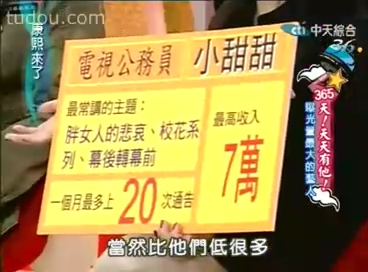 tudou.com
康熙來了
cti 中天綜合
36
電視公務員
小甜甜
最常講的主題：
胖女人的悲哀、校花系
列、幕後轉幕前
一個月最多上 20 次通告
最高收入
7萬
365
天！天天有他！
曝光量最大的藝人
當然比他們低很多